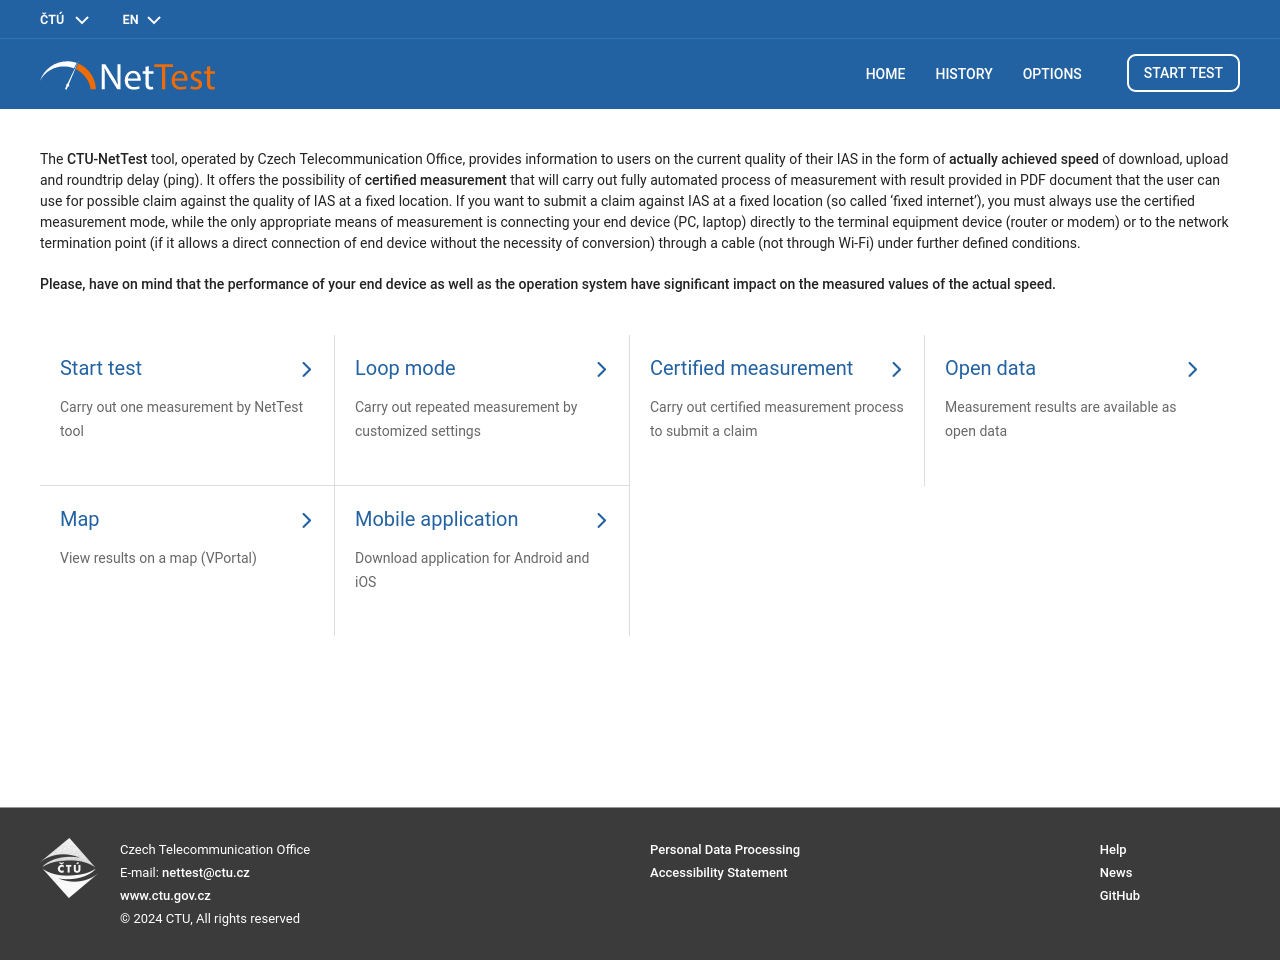 ČTÚ
EN
NetTest
HOME
HISTORY
OPTIONS
START TEST
The CTU-NetTest tool, operated by Czech Telecommunication Office, provides information to users on the current quality of their IAS in the form of actually achieved speed of download, upload
and roundtrip delay (ping). It offers the possibility of certified measurement that will carry out fully automated process of measurement with result provided in PDF document that the user can
use for possible claim against the quality of IAS at a fixed location. If you want to submit a claim against IAS at a fixed location (so called ‘fixed internet’), you must always use the certified
measurement mode, while the only appropriate means of measurement is connecting your end device (PC, laptop) directly to the terminal equipment device (router or modem) or to the network
termination point (if it allows a direct connection of end device without the necessity of conversion) through a cable (not through Wi-Fi) under further defined conditions.
Please, have on mind that the performance of your end device as well as the operation system have significant impact on the measured values of the actual speed.
Start test
Carry out one measurement by NetTest
tool
Loop mode
Carry out repeated measurement by
customized settings
Certified measurement
Carry out certified measurement process
to submit a claim
Open data
Measurement results are available as
open data
Map
View results on a map (VPortal)
Mobile application
Download application for Android and
iOS
ČTÚ
Czech Telecommunication Office
E-mail: nettest@ctu.cz
www.ctu.gov.cz
© 2024 CTU, All rights reserved
Personal Data Processing
Accessibility Statement
Help
News
GitHub